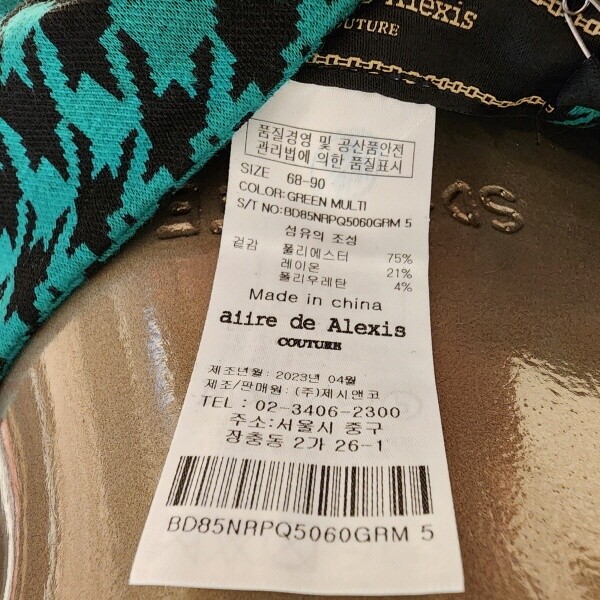 Alexis
COUTURE
품질경영 및 공산품안전
관리법에 의한 품질표시
SIZE 68-90
COLOR:GREEN MULTI
S/T NO:BD85NRPQ5060GRM 5
섬유의 조성
겉감 폴리에스터 75%
레이온 21%
폴리우레탄 4%
Made in china
aiire de Alexis
COUTURE
제조년월 : 2023년 04월
제조/판매원 : (주)제시앤코
TEL : 02-3406-2300
주소:서울시 중구
장충동 2가 26-1
BD85NRPQ5060GRM 5